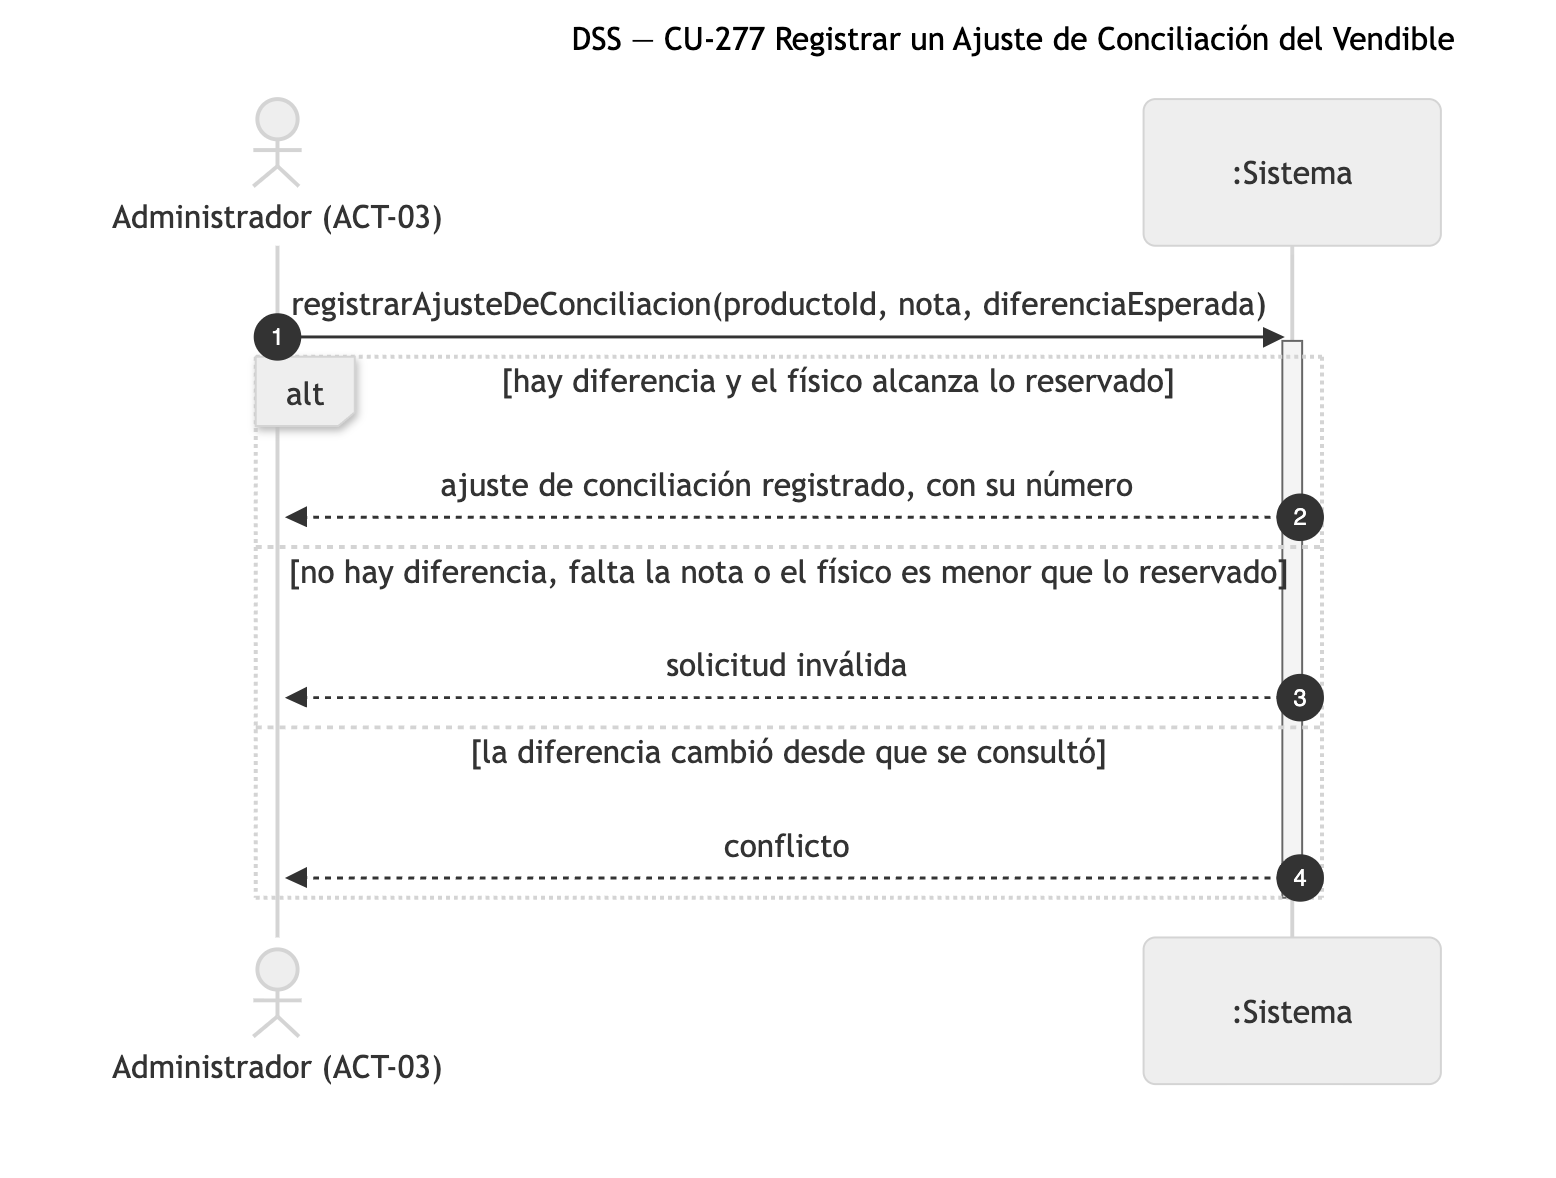 DSS — CU-277 Registrar un Ajuste de Conciliación del Vendible
Administrador (ACT-03)
:Sistema
registrarAjusteDeConciliacion(productoId, nota, diferenciaEsperada)
1
alt
[hay diferencia y el físico alcanza lo reservado]
ajuste de conciliación registrado, con su número
2
[no hay diferencia, falta la nota o el físico es menor que lo reservado]
solicitud inválida
3
[la diferencia cambió desde que se consultó]
conflicto
4
Administrador (ACT-03)
:Sistema